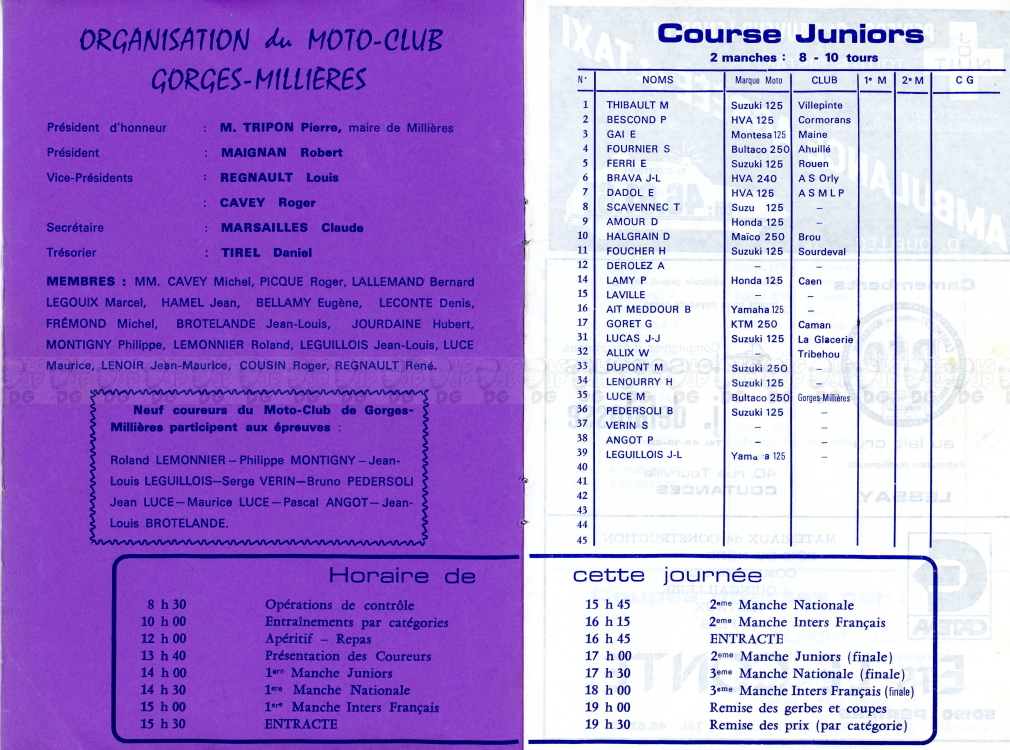 ORGANISATION du MOTO-CLUB
GORGES-MILLIÈRES
Président d'honneur : M. TRIPON Pierre, maire de Millières
Président : MAIGNAN Robert
Vice-Présidents : REGNAULT Louis
: CAVEY Roger
Secrétaire : MARSAILLES Claude
Trésorier : TIREL Daniel
MEMBRES : MM. CAVEY Michel, PICQUE Roger, LALLEMAND Bernard
LEGOUIX Marcel, HAMEL Jean, BELLAMY Eugène, LECONTE Denis,
FRÉMOND Michel, BROTELANDE Jean-Louis, JOURDAINE Hubert,
MONTIGNY Philippe, LEMONNIER Roland, LEGUILLOIS Jean-Louis, LUCE
Maurice, LENOIR Jean-Maurice, COUSIN Roger, REGNAULT René.
Neuf coureurs du Moto-Club de Gorges-
Millières participent aux épreuves :
Roland LEMONNIER – Philippe MONTIGNY – Jean-
Louis LEGUILLOIS – Serge VERIN – Bruno PEDERSOLI
Jean LUCE – Maurice LUCE – Pascal ANGOT – Jean-
Louis BROTELANDE.
Course Juniors
2 manches : 8 - 10 tours
N° NOMS Marque Moto CLUB 1e M 2e M C G
1 THIBAULT M Suzuki 125 Villepinte
2 BESCOND P HVA 125 Cormorans
3 GAI E Montesa 125 Maine
4 FOURNIER S Bultaco 250 Ahuillé
5 FERRI E Suzuki 125 Rouen
6 BRAVA J-L HVA 240 A S Orly
7 DADOL E HVA 125 A S M L P
8 SCAVENNEC T Suzu 125 –
9 AMOUR D Honda 125 –
10 HALGRAIN D Maïco 250 Brou
11 FOUCHER H Suzuki 125 Sourdeval
12 DEROLEZ A – –
14 LAMY P Honda 125 Caen
15 LAVILLE – –
16 AIT MEDDOUR B Yamaha 125 –
17 GORET G KTM 250 Caman
31 LUCAS J-J Suzuki 125 La Glacerie
32 ALLIX W – Tribehou
33 DUPONT M Suzuki 250 –
34 LENOURRY H Suzuki 125 –
35 LUCE M Bultaco 250 Gorges-Millières
36 PEDERSOLI B Suzuki 125 –
37 VERIN S – –
38 ANGOT P – –
39 LEGUILLOIS J-L Yama a 125 –
40
41
42
43
44
45
Horaire de cette journée
8 h 30 Opérations de contrôle
10 h 00 Entraînements par catégories
12 h 00 Apéritif – Repas
13 h 40 Présentation des Coureurs
14 h 00 1ere Manche Juniors
14 h 30 1ere Manche Nationale
15 h 00 1ere Manche Inters Français
15 h 30 ENTRACTE
15 h 45 2eme Manche Nationale
16 h 15 2eme Manche Inters Français
16 h 45 ENTRACTE
17 h 00 2eme Manche Juniors (finale)
17 h 30 3eme Manche Nationale (finale)
18 h 00 3eme Manche Inters Français (finale)
19 h 00 Remise des gerbes et coupes
19 h 30 Remise des prix (par catégorie)